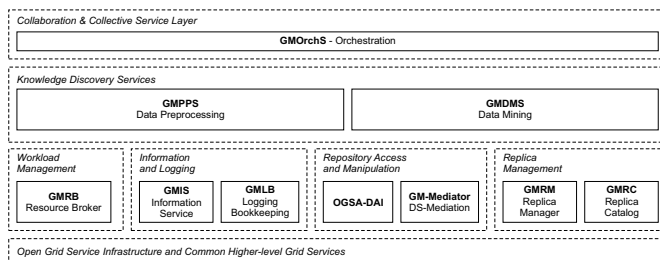 Collaboration & Collective Service Layer
GMOrchS - Orchestration
Knowledge Discovery Services
GMPPS
Data Preprocessing
GMDMS
Data Mining
Workload
Management
GMRB
Resource Broker
Information
and Logging
GMIS
Information
Service
GMLB
Logging
Bookkeeping
Repository Access
and Manipulation
OGSA-DAI
GM-Mediator
DS-Mediation
Replica
Management
GMRM
Replica
Manager
GMRC
Replica
Catalog
Open Grid Service Infrastructure and Common Higher-level Grid Services